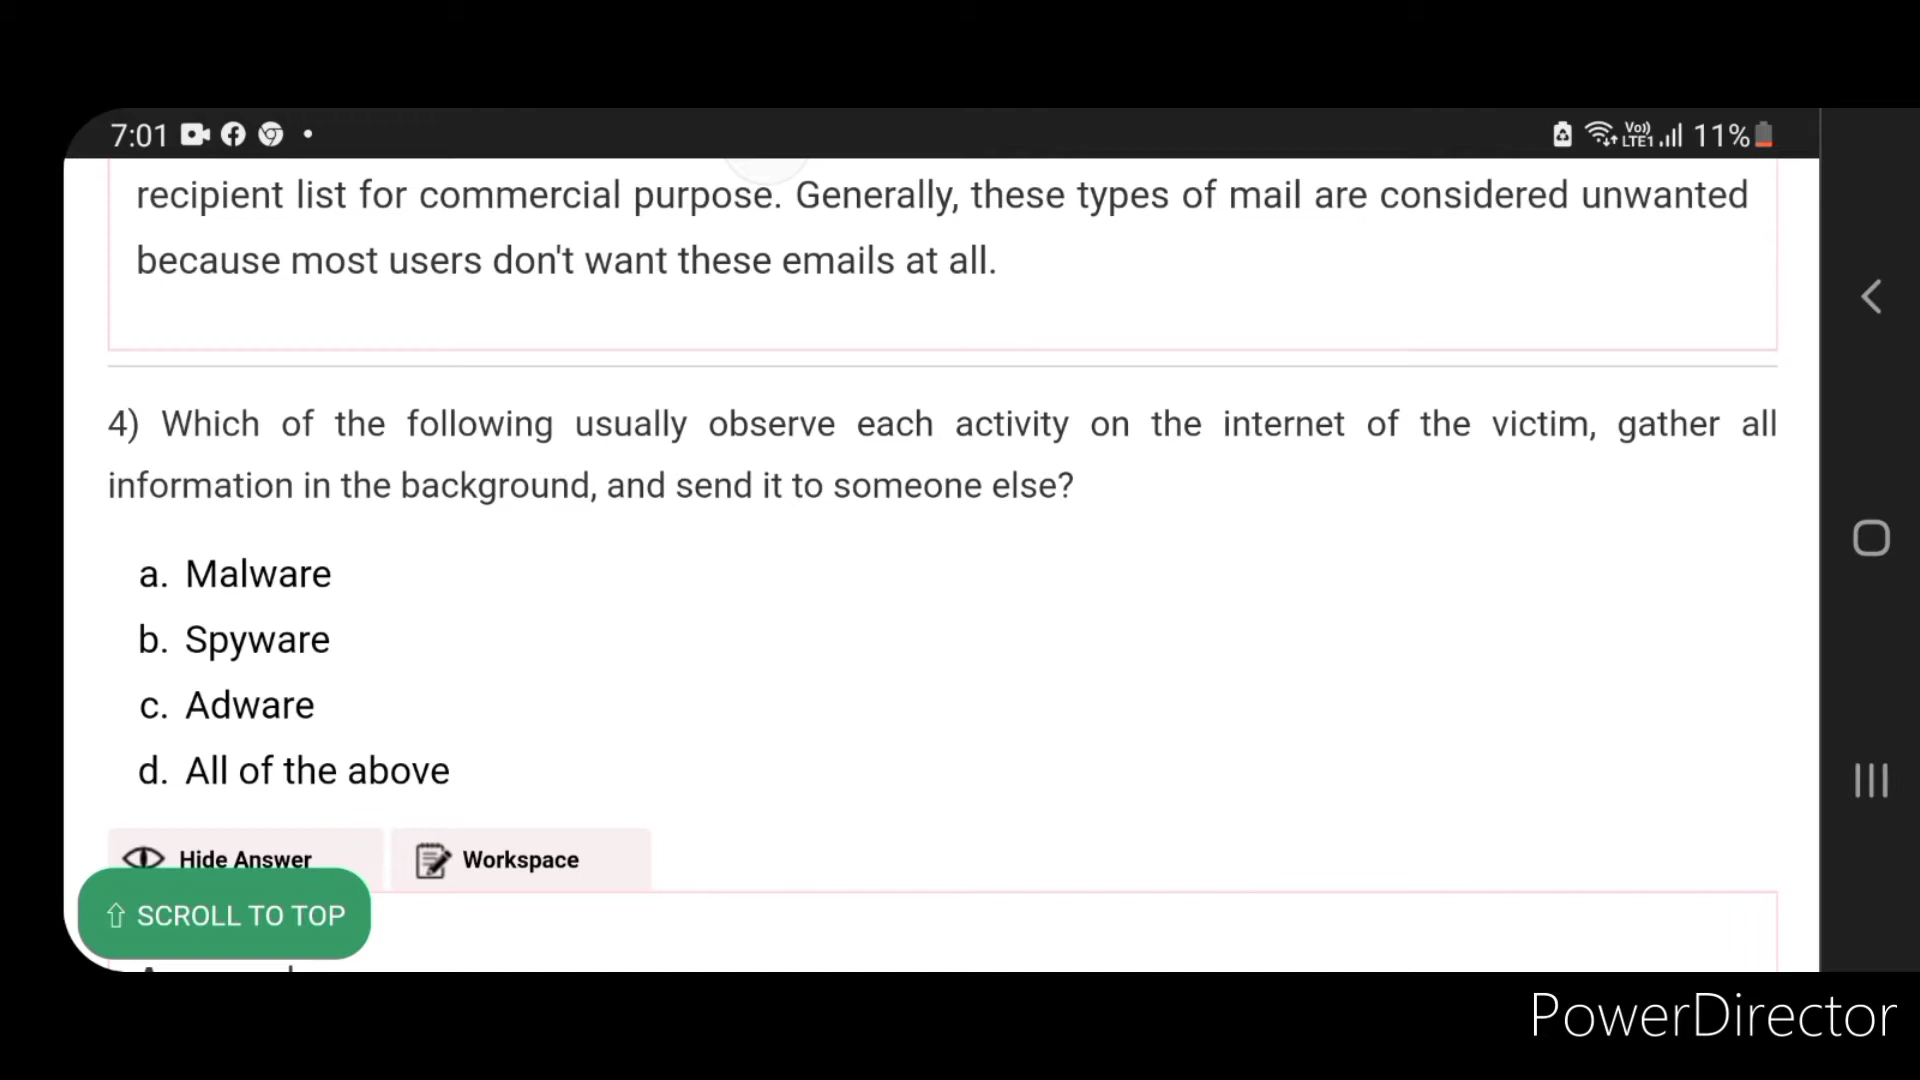 7:01
Vo)) LTE1 11%
recipient list for commercial purpose. Generally, these types of mail are considered unwanted
because most users don't want these emails at all.
4) Which of the following usually observe each activity on the internet of the victim, gather all
information in the background, and send it to someone else?
a. Malware
b. Spyware
c. Adware
d. All of the above
Hide Answer Workspace
⇧ SCROLL TO TOP
PowerDirector